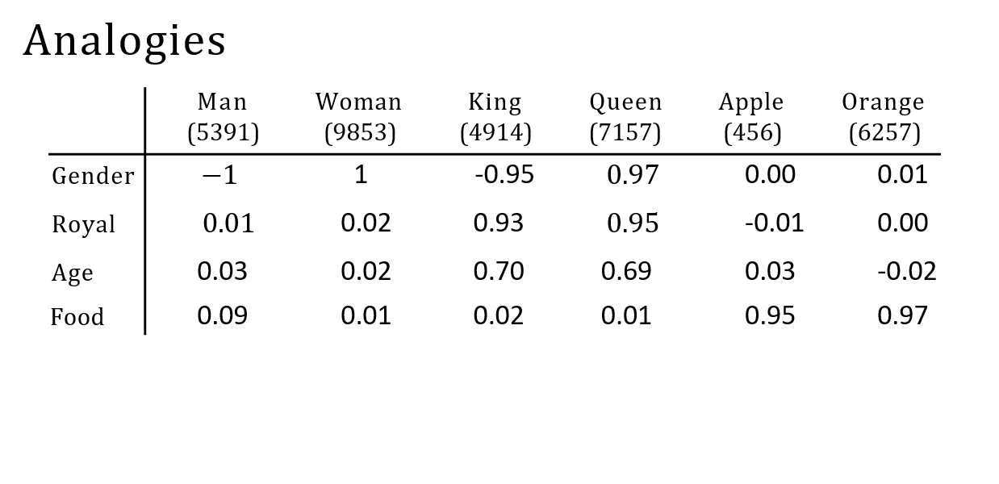 Analogies
Man Woman King Queen Apple Orange
(5391) (9853) (4914) (7157) (456) (6257)
Gender −1 1 -0.95 0.97 0.00 0.01
Royal 0.01 0.02 0.93 0.95 -0.01 0.00
Age 0.03 0.02 0.70 0.69 0.03 -0.02
Food 0.09 0.01 0.02 0.01 0.95 0.97